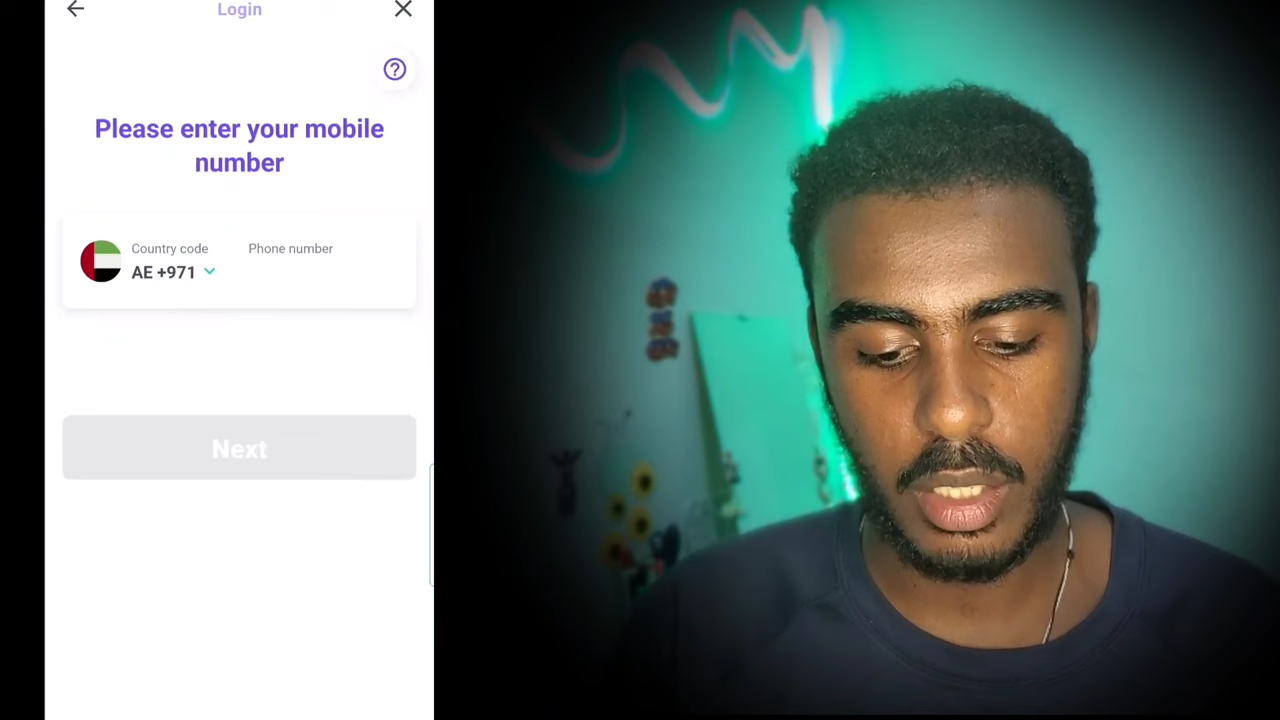 Login
Please enter your mobile
number
Country code
Phone number
AE +971
Next